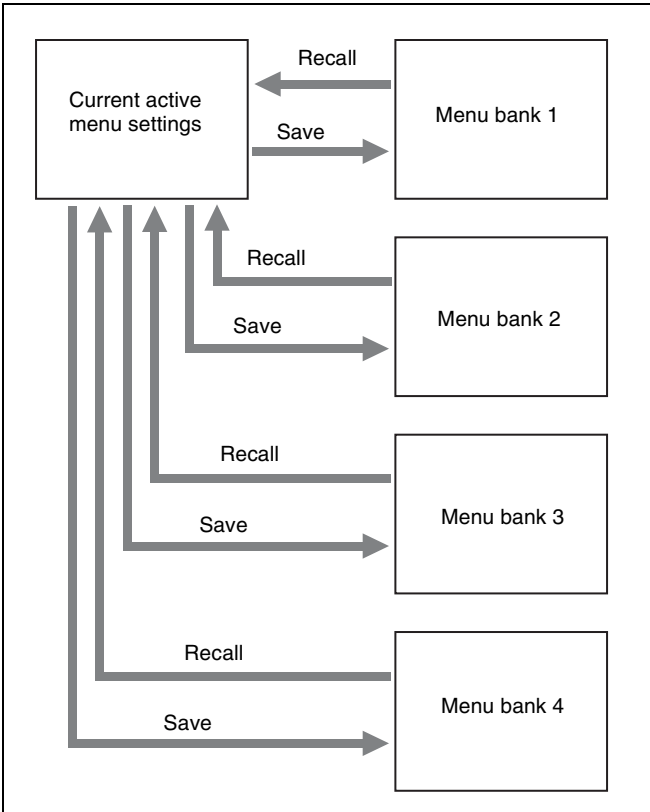 Current active
menu settings
Recall
Save
Menu bank 1
Recall
Save
Menu bank 2
Recall
Save
Menu bank 3
Recall
Save
Menu bank 4